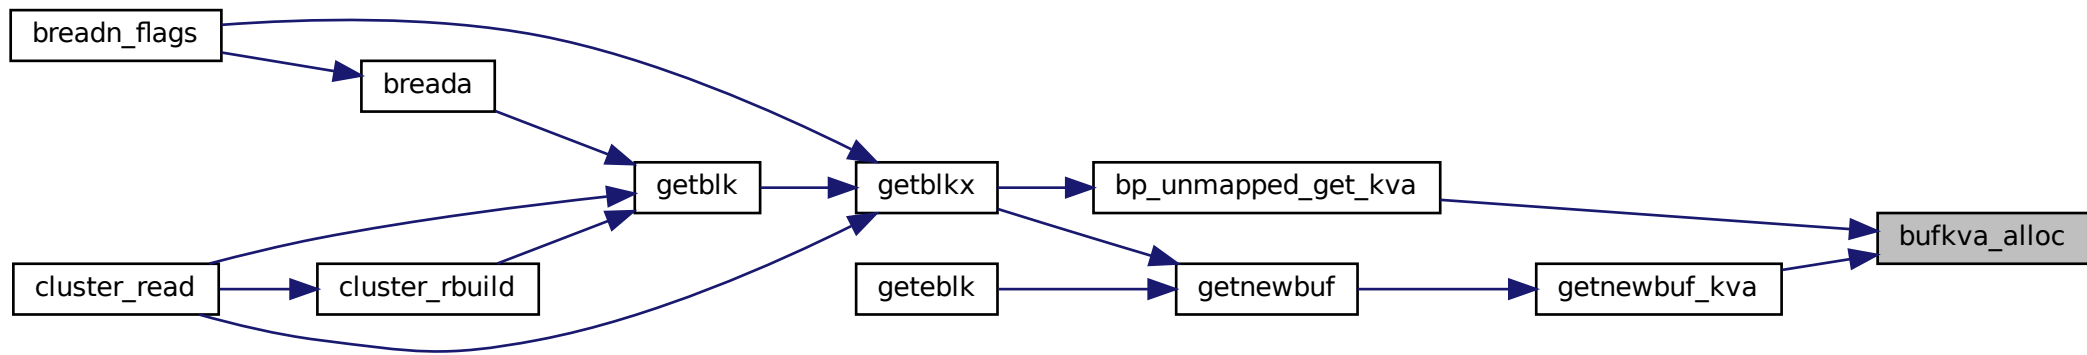 breadn_flags
breada
getblk
getblkx
bp_unmapped_get_kva
bufkva_alloc
cluster_read
cluster_rbuild
geteblk
getnewbuf
getnewbuf_kva